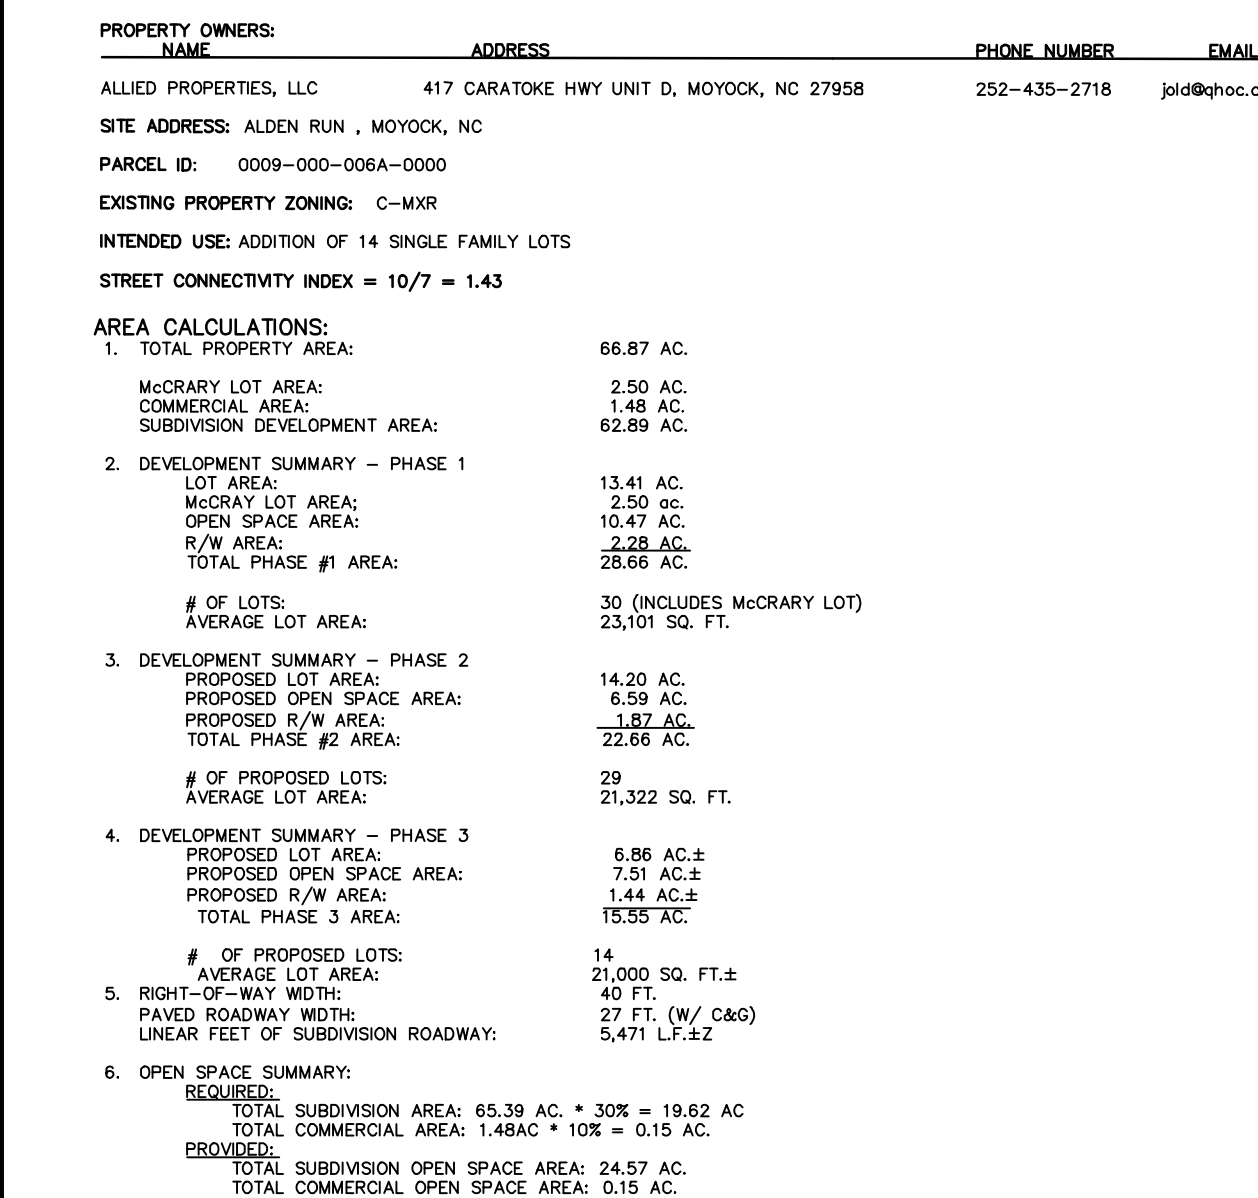 PROPERTY OWNERS:
NAME ADDRESS PHONE NUMBER EMAIL
ALLIED PROPERTIES, LLC 417 CARATOKE HWY UNIT D, MOYOCK, NC 27958 252-435-2718 jold@qhoc.c
SITE ADDRESS: ALDEN RUN , MOYOCK, NC
PARCEL ID: 0009-000-006A-0000
EXISTING PROPERTY ZONING: C-MXR
INTENDED USE: ADDITION OF 14 SINGLE FAMILY LOTS
STREET CONNECTIVITY INDEX = 10/7 = 1.43
AREA CALCULATIONS:
1. TOTAL PROPERTY AREA: 66.87 AC.
McCRARY LOT AREA: 2.50 AC.
COMMERCIAL AREA: 1.48 AC.
SUBDIVISION DEVELOPMENT AREA: 62.89 AC.
2. DEVELOPMENT SUMMARY - PHASE 1
LOT AREA: 13.41 AC.
McCRAY LOT AREA; 2.50 ac.
OPEN SPACE AREA: 10.47 AC.
R/W AREA: 2.28 AC.
TOTAL PHASE #1 AREA: 28.66 AC.
# OF LOTS: 30 (INCLUDES McCRARY LOT)
AVERAGE LOT AREA: 23,101 SQ. FT.
3. DEVELOPMENT SUMMARY - PHASE 2
PROPOSED LOT AREA: 14.20 AC.
PROPOSED OPEN SPACE AREA: 6.59 AC.
PROPOSED R/W AREA: 1.87 AC.
TOTAL PHASE #2 AREA: 22.66 AC.
# OF PROPOSED LOTS: 29
AVERAGE LOT AREA: 21,322 SQ. FT.
4. DEVELOPMENT SUMMARY - PHASE 3
PROPOSED LOT AREA: 6.86 AC.±
PROPOSED OPEN SPACE AREA: 7.51 AC.±
PROPOSED R/W AREA: 1.44 AC.±
TOTAL PHASE 3 AREA: 15.55 AC.
# OF PROPOSED LOTS: 14
AVERAGE LOT AREA: 21,000 SQ. FT.±
5. RIGHT-OF-WAY WIDTH: 40 FT.
PAVED ROADWAY WIDTH: 27 FT. (W/ C&G)
LINEAR FEET OF SUBDIVISION ROADWAY: 5,471 L.F.±Z
6. OPEN SPACE SUMMARY:
REQUIRED:
TOTAL SUBDIVISION AREA: 65.39 AC. * 30% = 19.62 AC
TOTAL COMMERCIAL AREA: 1.48AC * 10% = 0.15 AC.
PROVIDED:
TOTAL SUBDIVISION OPEN SPACE AREA: 24.57 AC.
TOTAL COMMERCIAL OPEN SPACE AREA: 0.15 AC.